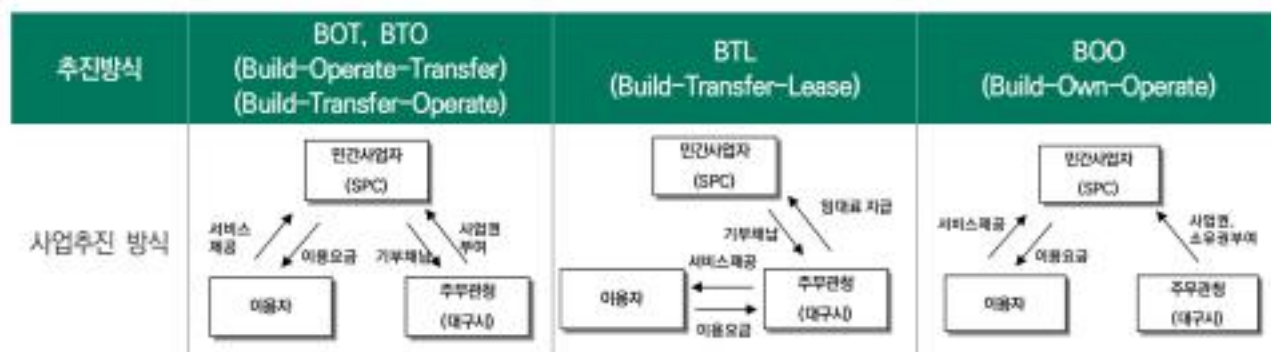 추진방식
BOT, BTO
(Build-Operate-Transfer)
(Build-Transfer-Operate)
BTL
(Build-Transfer-Lease)
BOO
(Build-Own-Operate)
사업추진 방식
민간사업자
(SPC)
서비스
제공
이용요금
기부채납
사업권
부여
이용자
주무관청
(대구시)
민간사업자
(SPC)
임대료 지급
기부채납
서비스제공
이용요금
이용자
주무관청
(대구시)
민간사업자
(SPC)
서비스제공
이용요금
사업권,
소유권부여
이용자
주무관청
(대구시)